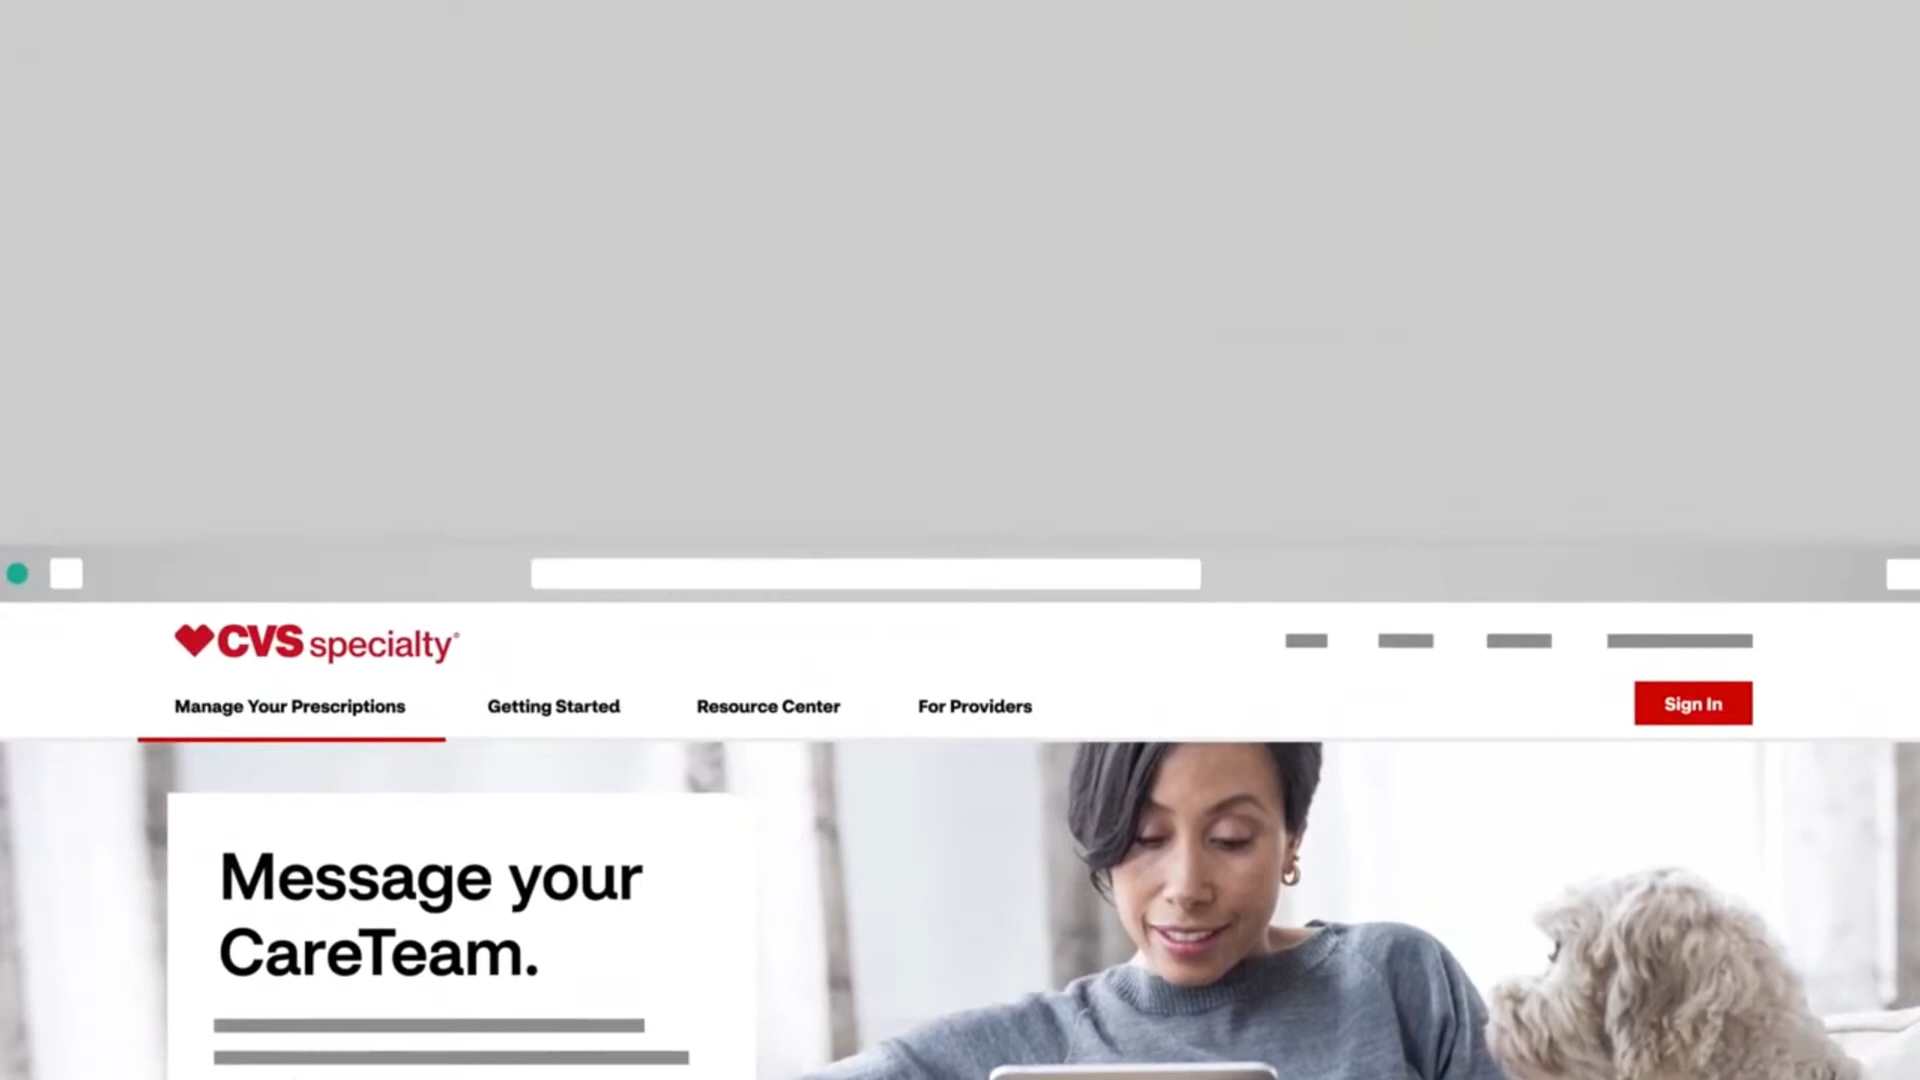 CVS specialty®
Manage Your Prescriptions
Getting Started
Resource Center
For Providers
Sign In
Message your
CareTeam.